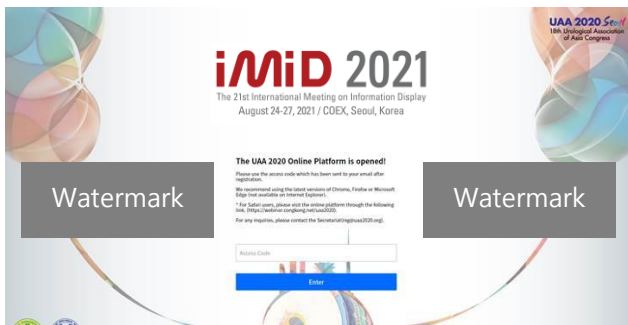 UAA 2020 Seoul
18th Urological Association
of Asia Congress
iMiD 2021
The 21st International Meeting on Information Display
August 24-27, 2021 / COEX, Seoul, Korea
The UAA 2020 Online Platform is opened!
Please use the access code which has been sent to your email after
registration.
We recommend using the latest versions of Chrome, Firefox or Microsoft
Edge (not available on Internet Explorer).
* For Safari users, please visit the online platform through the following
link. (https://webinar.congkong.net/uaa2020).
For any inquiries, please contact the Secretariat(reg@uaa2020.org).
Watermark
Watermark
Access Code
Enter